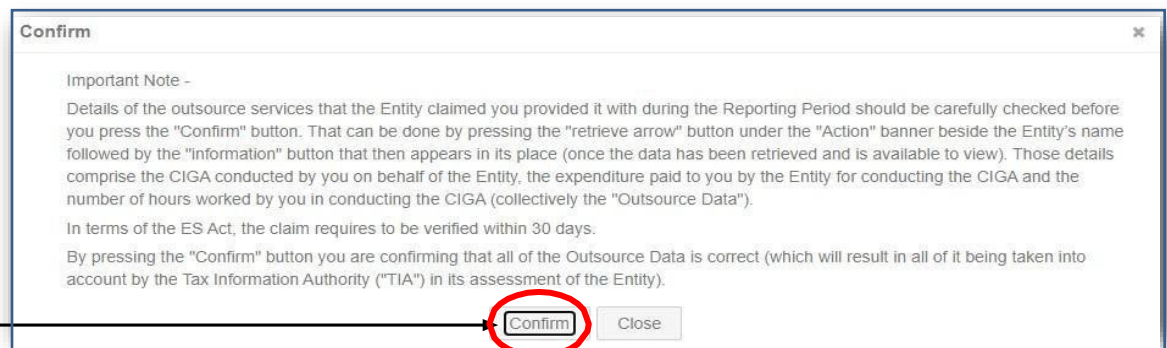 Confirm
Important Note -
Details of the outsource services that the Entity claimed you provided it with during the Reporting Period should be carefully checked before
you press the "Confirm" button. That can be done by pressing the "retrieve arrow" button under the "Action" banner beside the Entity's name
followed by the "information" button that then appears in its place (once the data has been retrieved and is available to view). Those details
comprise the CIGA conducted by you on behalf of the Entity, the expenditure paid to you by the Entity for conducting the CIGA and the
number of hours worked by you in conducting the CIGA (collectively the "Outsource Data").
In terms of the ES Act, the claim requires to be verified within 30 days.
By pressing the "Confirm" button you are confirming that all of the Outsource Data is correct (which will result in all of it being taken into
account by the Tax Information Authority ("TIA") in its assessment of the Entity).
Confirm Close